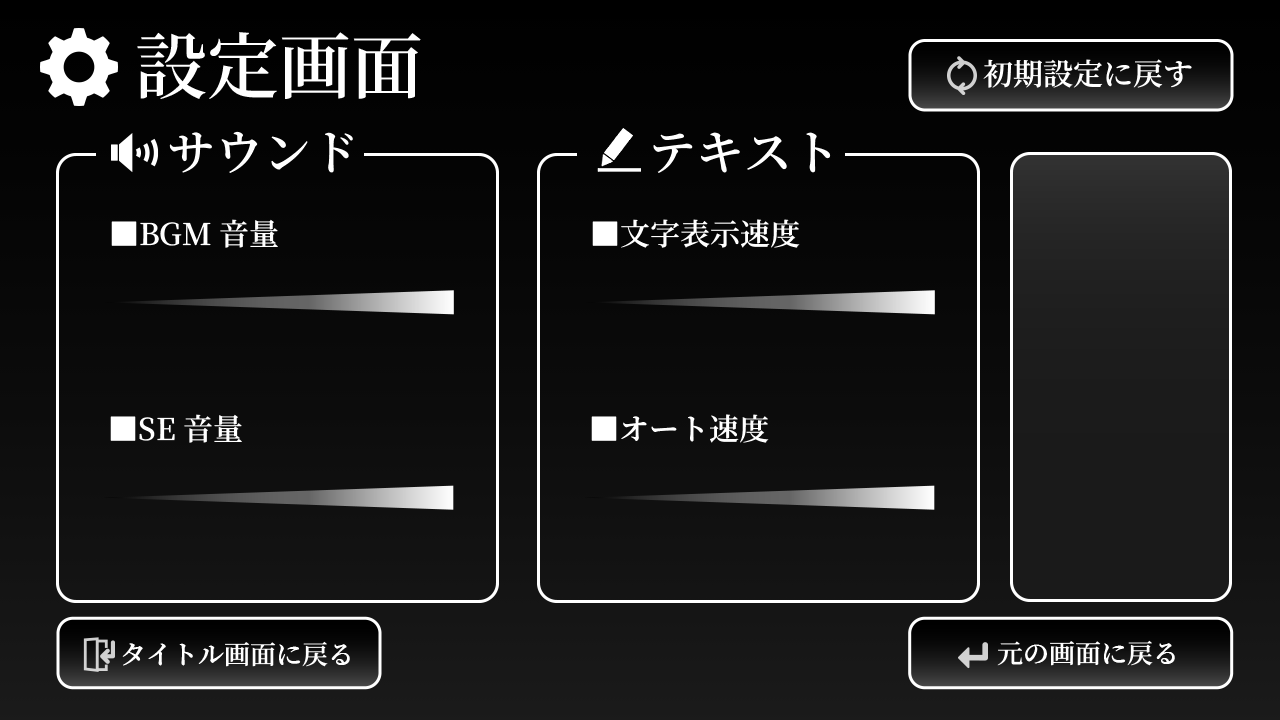 設定画面
初期設定に戻す
サウンド
■BGM 音量
■SE 音量
テキスト
■文字表示速度
■オート速度
タイトル画面に戻る
元の画面に戻る